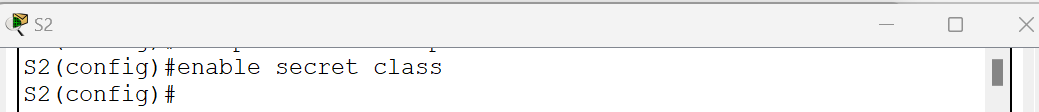 S2
S2(config)#enable secret class
S2(config)#